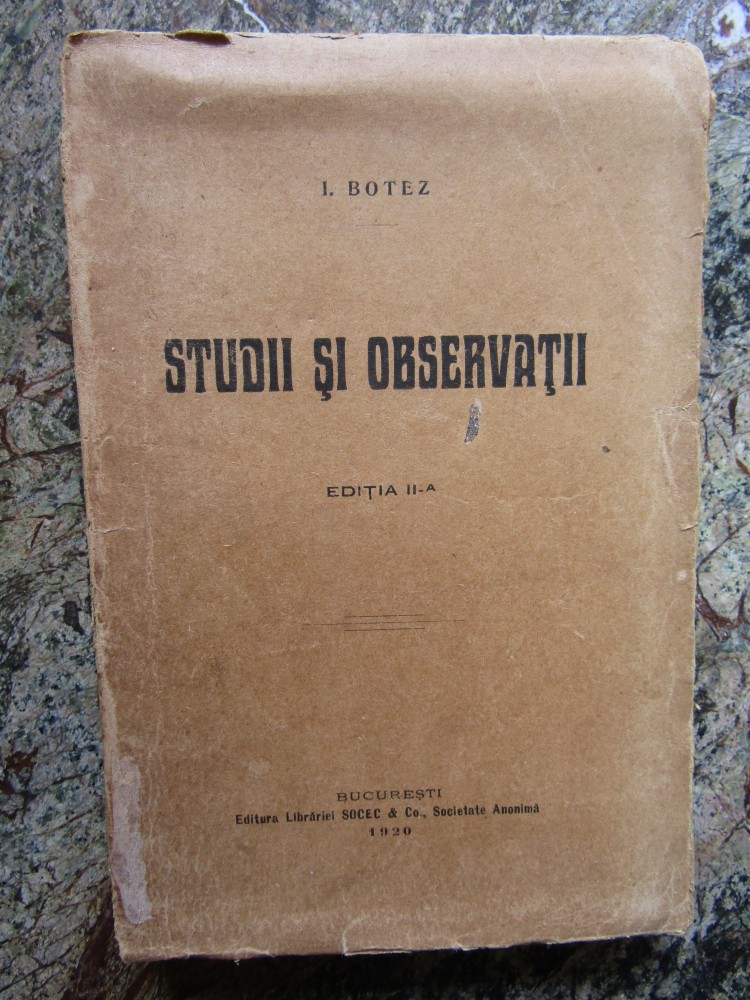 I. BOTEZ
STUDII ŞI OBSERVAŢII
EDIŢIA II-A
BUCUREŞTI
Editura Librăriei SOCEC & Co., Societate Anonimă
1920